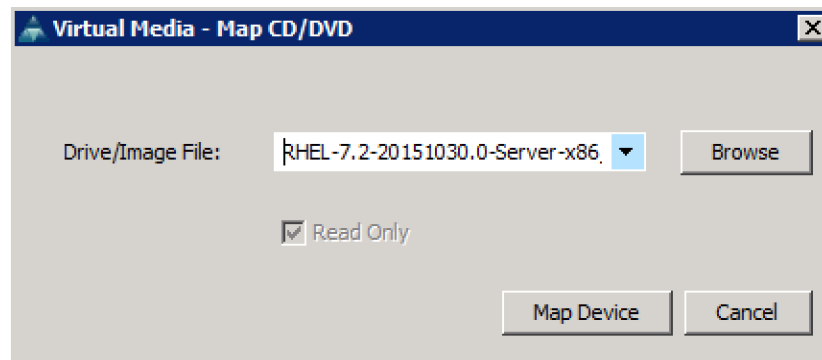 Virtual Media - Map CD/DVD
Drive/Image File: RHEL-7.2-20151030.0-Server-x86_ Browse
Read Only
Map Device Cancel